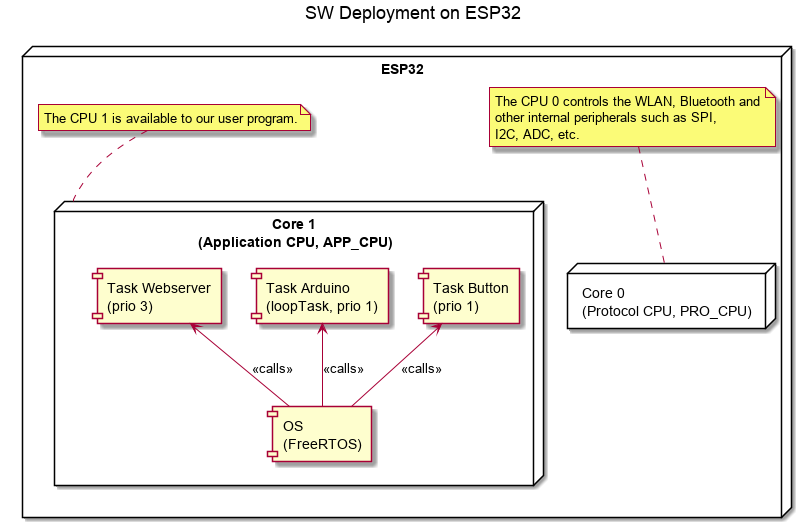 SW Deployment on ESP32
ESP32
The CPU 1 is available to our user program.
The CPU 0 controls the WLAN, Bluetooth and
other internal peripherals such as SPI,
I2C, ADC, etc.
Core 1
(Application CPU, APP_CPU)
Task Webserver
(prio 3)
Task Arduino
(loopTask, prio 1)
Task Button
(prio 1)
Core 0
(Protocol CPU, PRO_CPU)
«calls»
«calls»
«calls»
OS
(FreeRTOS)